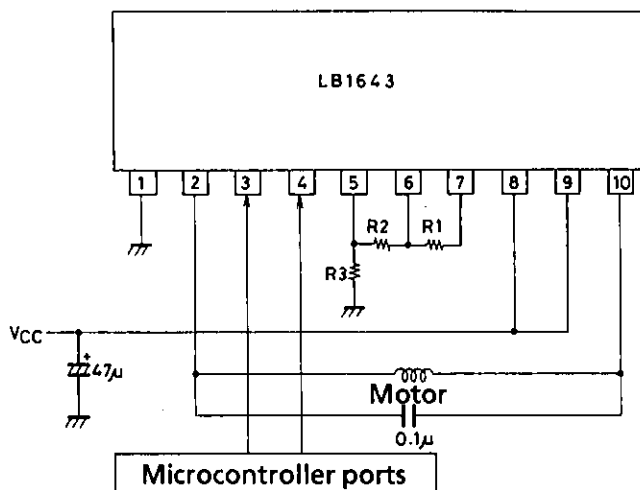 LB1643
1 2 3 4 5 6 7 8 9 10
R2 R1
R3
VCC
+
47μ
Motor
0.1μ
Microcontroller ports